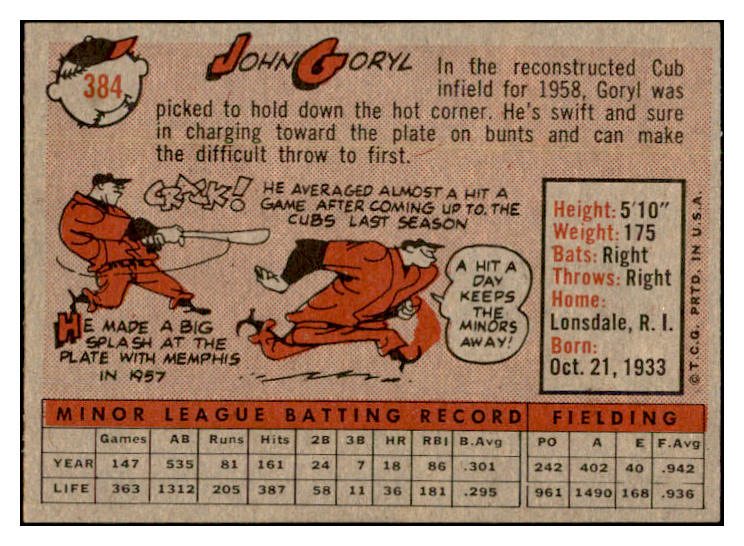 384
JOHN GORYL
In the reconstructed Cub
infield for 1958, Goryl was
picked to hold down the hot corner. He's swift and sure
in charging toward the plate on bunts and can make
the difficult throw to first.
CRACK!
HE AVERAGED ALMOST A HIT A
GAME AFTER COMING UP TO THE
CUBS LAST SEASON
A HIT A
DAY
KEEPS
THE
MINORS
AWAY!
HE MADE A BIG
SPLASH AT THE
PLATE WITH MEMPHIS
IN 1957
Height: 5'10"
Weight: 175
Bats: Right
Throws: Right
Home:
Lonsdale, R. I.
Born:
Oct. 21, 1933
© T.C.G. PRTD. IN U.S.A.
MINOR LEAGUE BATTING RECORD FIELDING
Games AB Runs Hits 2B 3B HR RBI B.Avg PO A E F.Avg
YEAR 147 535 81 161 24 7 18 86 .301 242 402 40 .942
LIFE 363 1312 205 387 58 11 36 181 .295 961 1490 168 .936